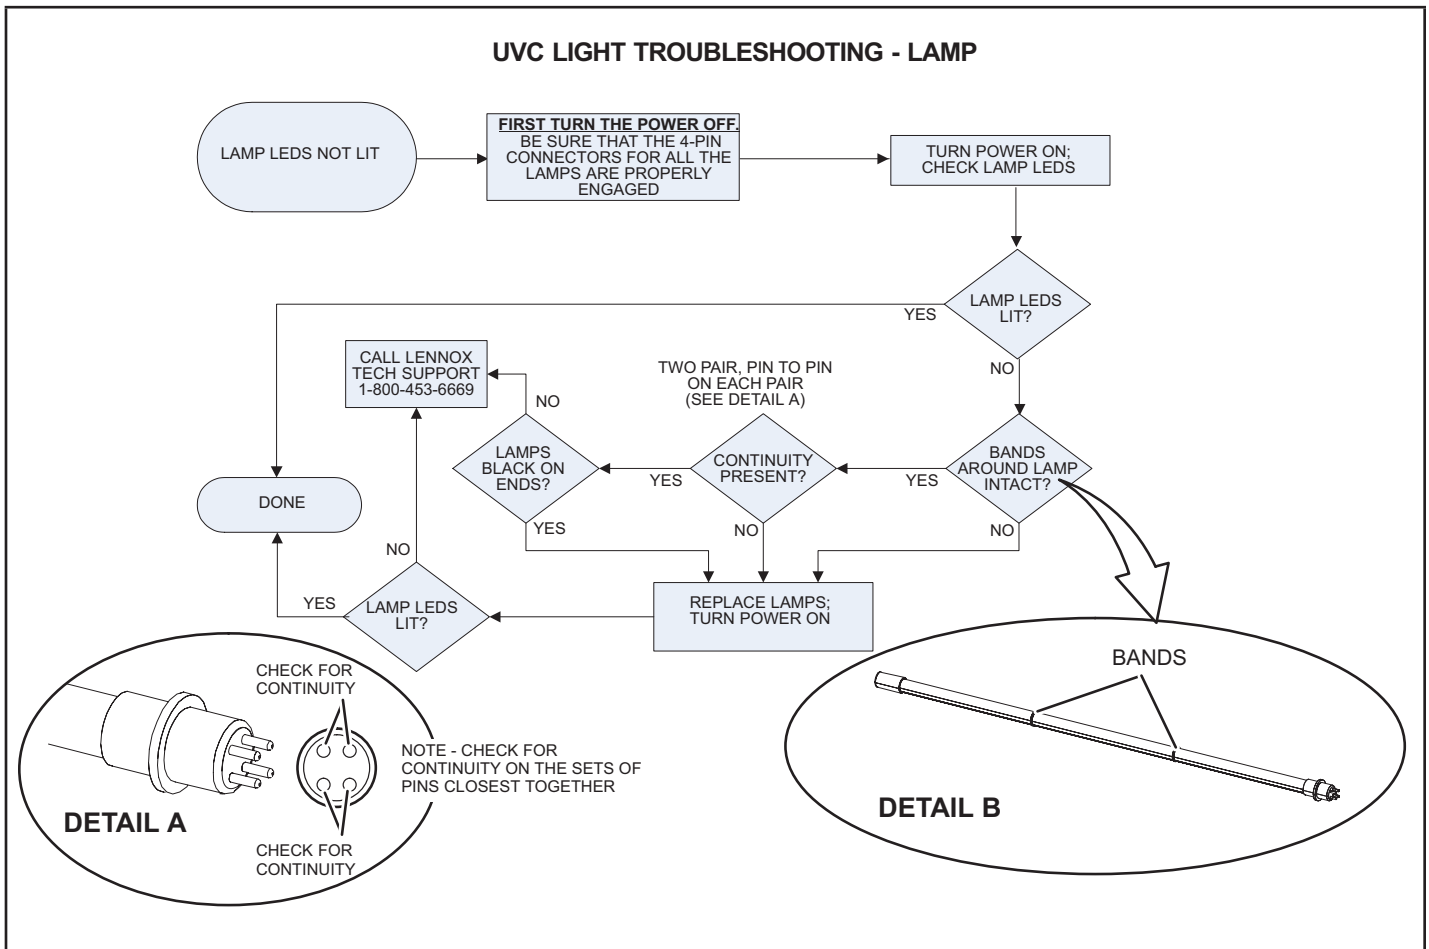 UVC LIGHT TROUBLESHOOTING - LAMP
LAMP LEDS NOT LIT
FIRST TURN THE POWER OFF.
BE SURE THAT THE 4-PIN
CONNECTORS FOR ALL THE
LAMPS ARE PROPERLY
ENGAGED
TURN POWER ON;
CHECK LAMP LEDS
LAMP LEDS
LIT?
YES
NO
CALL LENNOX
TECH SUPPORT
1-800-453-6669
TWO PAIR, PIN TO PIN
ON EACH PAIR
(SEE DETAIL A)
NO
LAMPS
BLACK ON
ENDS?
YES
CONTINUITY
PRESENT?
YES
BANDS
AROUND LAMP
INTACT?
DONE
YES
NO
NO
NO
YES
LAMP LEDS
LIT?
REPLACE LAMPS;
TURN POWER ON
CHECK FOR
CONTINUITY
NOTE - CHECK FOR
CONTINUITY ON THE SETS OF
PINS CLOSEST TOGETHER
DETAIL A
CHECK FOR
CONTINUITY
BANDS
DETAIL B